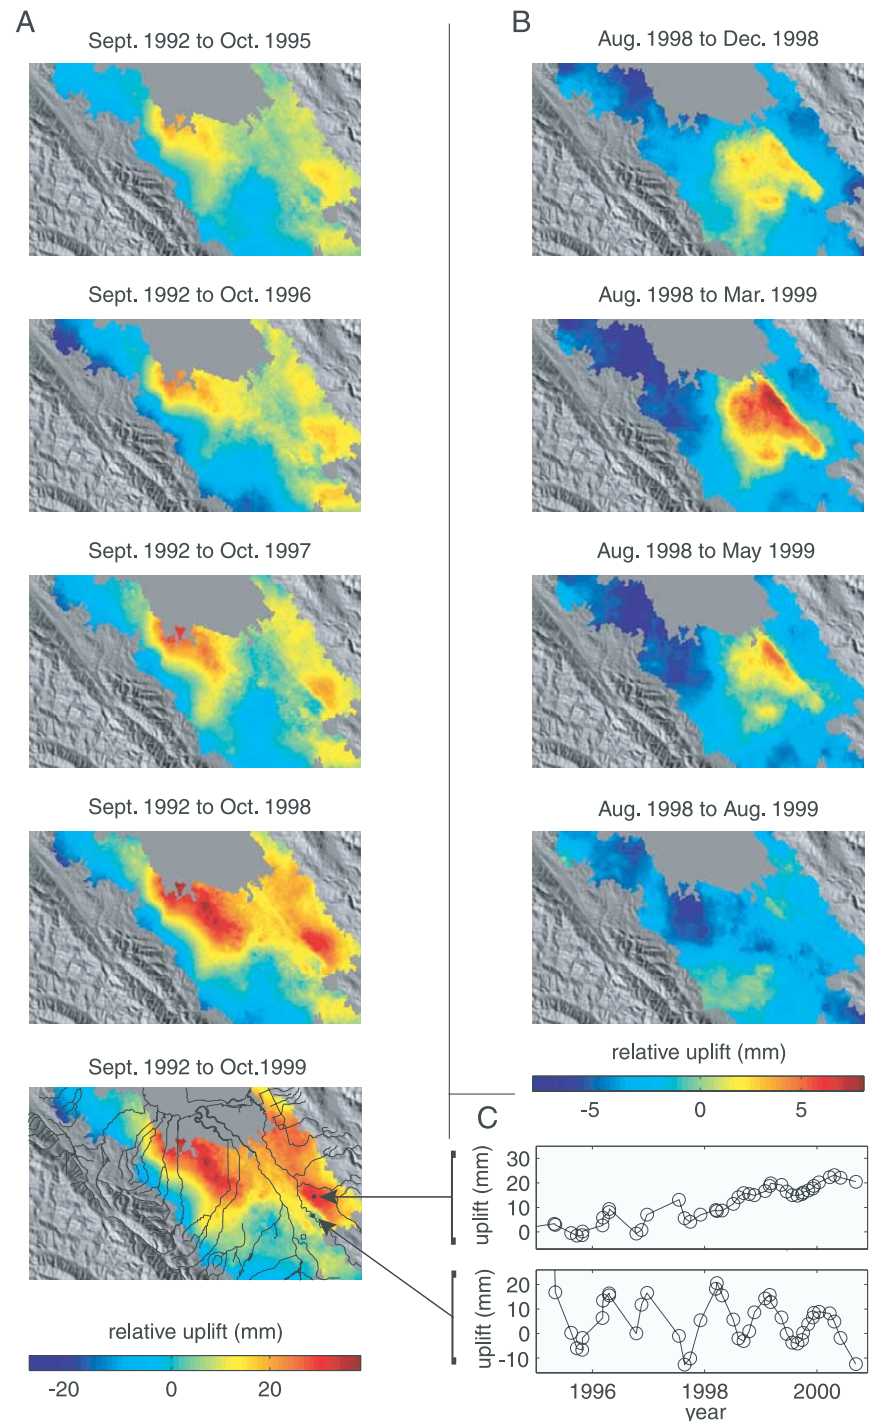 A
Sept. 1992 to Oct. 1995
Sept. 1992 to Oct. 1996
Sept. 1992 to Oct. 1997
Sept. 1992 to Oct. 1998
Sept. 1992 to Oct.1999
relative uplift (mm)
-20 0 20
B
Aug. 1998 to Dec. 1998
Aug. 1998 to Mar. 1999
Aug. 1998 to May 1999
Aug. 1998 to Aug. 1999
relative uplift (mm)
-5 0 5
C
uplift (mm)
30
20
10
0
uplift (mm)
20
10
0
-10
1996 1998 2000
year